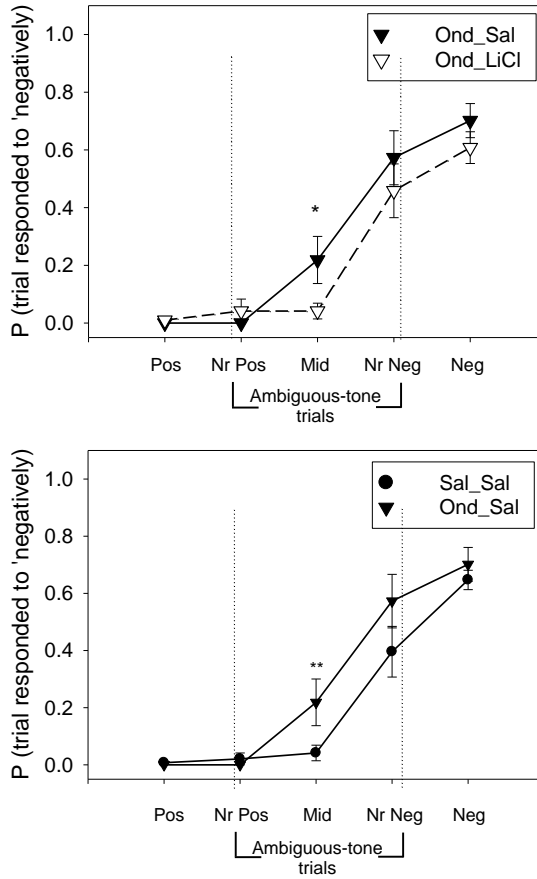 P (trial responded to 'negatively)
1.0
0.8
0.6
0.4
0.2
0.0
Ond_Sal
Ond_LiCl
*
Pos Nr Pos Mid Nr Neg Neg
Ambiguous-tone
trials
P (trial responded to 'negatively)
1.0
0.8
0.6
0.4
0.2
0.0
Sal_Sal
Ond_Sal
**
Pos Nr Pos Mid Nr Neg Neg
Ambiguous-tone
trials